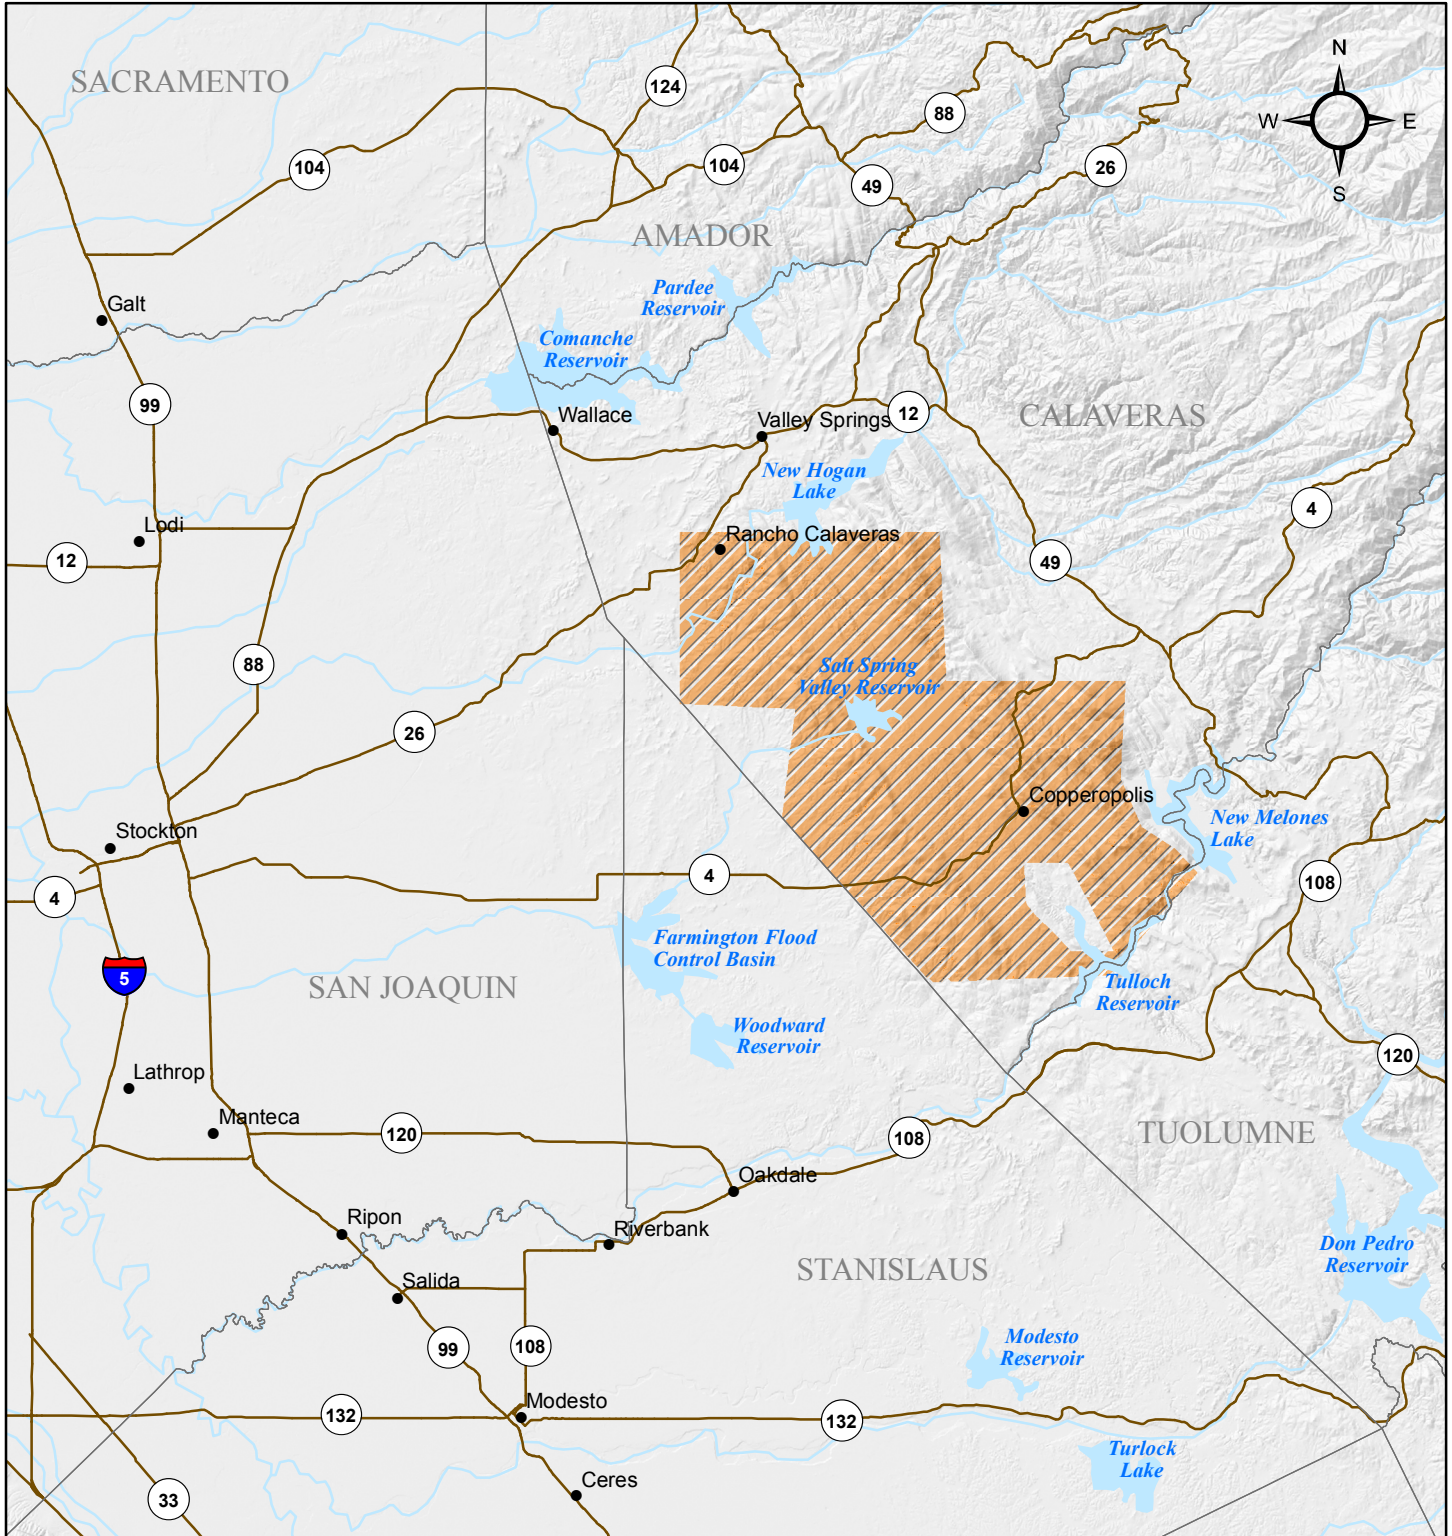 N
W
E
S
SACRAMENTO
124
88
104
104
26
49
AMADOR
Pardee
Reservoir
Galt
Comanche
Reservoir
99
Wallace
Valley Springs
12
CALAVERAS
New Hogan
Lake
4
Lodi
Rancho Calaveras
12
49
88
Salt Spring
Valley Reservoir
26
Copperopolis
New Melones
Lake
Stockton
4
4
108
Farmington Flood
Control Basin
5
SAN JOAQUIN
Tulloch
Reservoir
Woodward
Reservoir
120
Lathrop
Manteca
120
108
TUOLUMNE
Oakdale
Ripon
Riverbank
Don Pedro
Reservoir
STANISLAUS
Salida
99
108
Modesto
Reservoir
Modesto
132
132
Turlock
Lake
Ceres
33